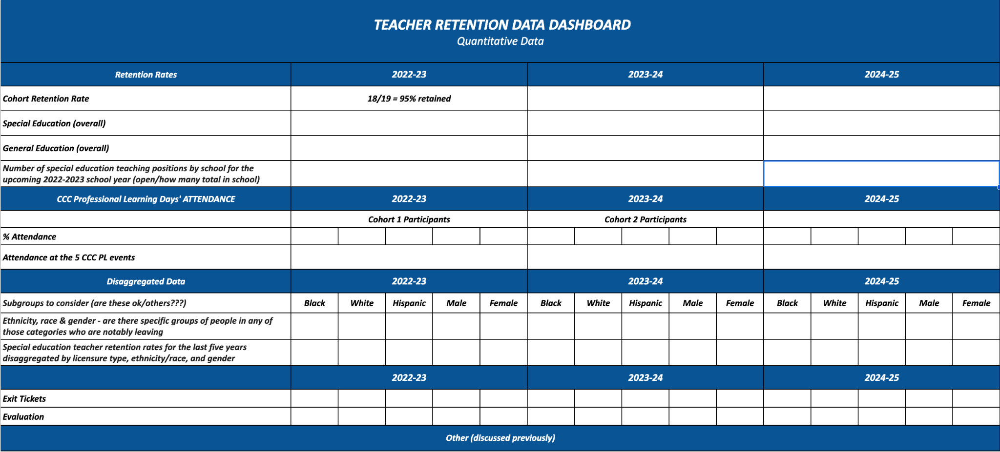 TEACHER RETENTION DATA DASHBOARD
Quantitative Data
Retention Rates 2022-23 2023-24 2024-25
Cohort Retention Rate 18/19 = 95% retained
Special Education (overall)
General Education (overall)
Number of special education teaching positions by school for the
upcoming 2022-2023 school year (open/how many total in school)
CCC Professional Learning Days' ATTENDANCE 2022-23 2023-24 2024-25
Cohort 1 Participants Cohort 2 Participants
% Attendance
Attendance at the 5 CCC PL events
Disaggregated Data 2022-23 2023-24 2024-25
Subgroups to consider (are these ok/others???) Black White Hispanic Male Female Black White Hispanic Male Female Black White Hispanic Male Female
Ethnicity, race & gender - are there specific groups of people in any of
those categories who are notably leaving
Special education teacher retention rates for the last five years
disaggregated by licensure type, ethnicity/race, and gender
2022-23 2023-24 2024-25
Exit Tickets
Evaluation
Other (discussed previously)